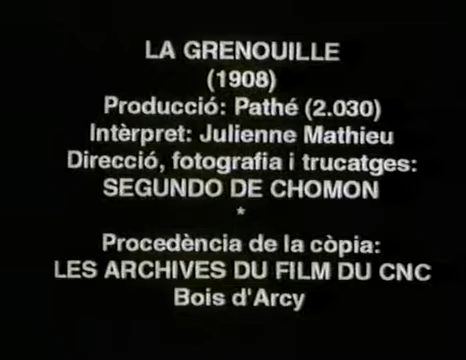 LA GRENOUILLE
(1908)
Producció: Pathé (2.030)
Intèrpret: Julienne Mathieu
Direcció, fotografia i trucatges:
SEGUNDO DE CHOMON
*
Procedència de la còpia:
LES ARCHIVES DU FILM DU CNC
Bois d'Arcy